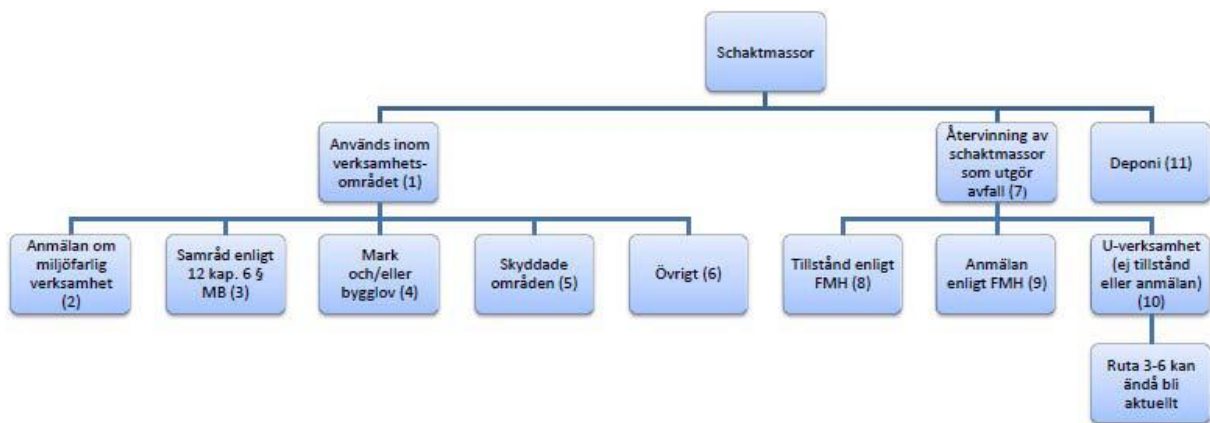 Schaktmassor
Används inom
verksamhets-
området (1)
Återvinning av
schaktmassor
som utgör
avfall (7)
Deponi (11)
Anmälan om
miljöfarlig
verksamhet
(2)
Samråd enligt
12 kap. 6 §
MB (3)
Mark
och/eller
bygglov (4)
Skyddade
områden (5)
Övrigt (6)
Tillstånd enligt
FMH (8)
Anmälan
enligt FMH (9)
U-verksamhet
(ej tillstånd
eller anmälan)
(10)
Ruta 3-6 kan
ändå bli
aktuellt